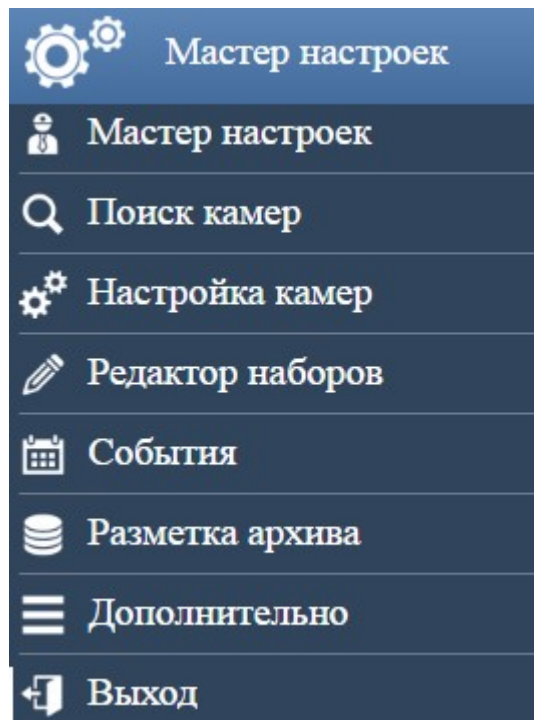 Мастер настроек
Мастер настроек
Поиск камер
Настройка камер
Редактор наборов
События
Разметка архива
Дополнительно
Выход